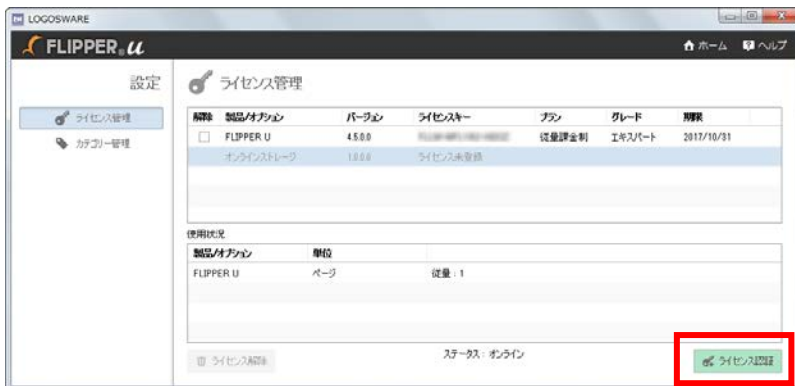 LOGOSWARE
FLIPPER u ホーム ヘルプ
設定
ライセンス管理
カテゴリー管理
ライセンス管理
解除 製品/オプション バージョン ライセンスキー プラン グレード 期限
FLIPPER U 4.5.0.0 従量課金制 エキスパート 2017/10/31
オンラインストレージ 1.0.0.0 ライセンス未登録
使用状況
製品/オプション 単位
FLIPPER U ページ 従量 : 1
ライセンス解除 ステータス : オンライン ライセンス認証